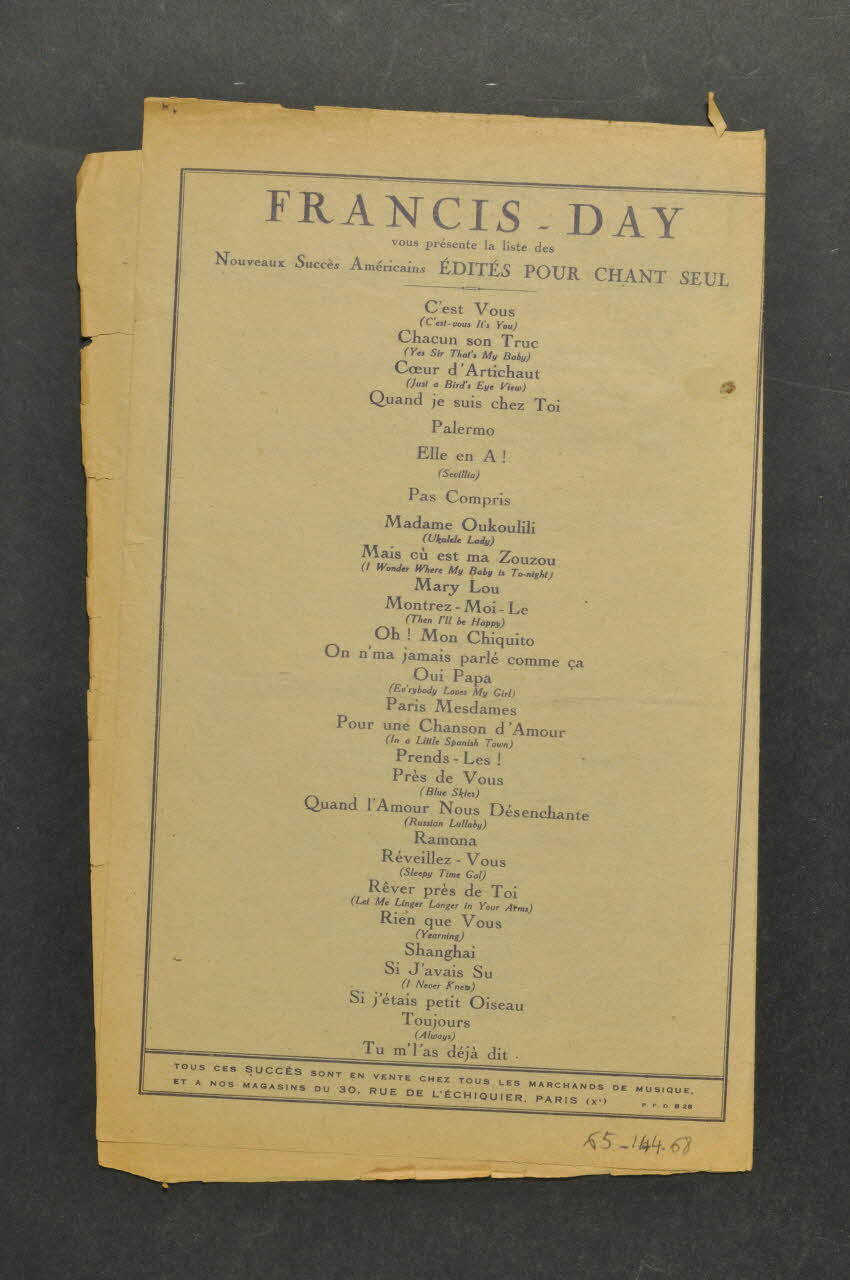 FRANCIS - DAY
vous présente la liste des
Nouveaux Succès Américains ÉDITÉS POUR CHANT SEUL
C'est Vous
(C'est-vous It's You)
Chacun son Truc
(Yes Sir That's My Baby)
Cœur d'Artichaut
(Just a Bird's Eye View)
Quand je suis chez Toi
Palermo
Elle en A !
(Sevillia)
Pas Compris
Madame Oukoulili
(Ukulele Lady)
Mais où est ma Zouzou
(I Wonder Where My Baby is To-night)
Mary Lou
Montrez - Moi - Le
(Then I'll be Happy)
Oh ! Mon Chiquito
On n'ma jamais parlé comme ça
Oui Papa
(Ev'rybody Loves My Girl)
Paris Mesdames
Pour une Chanson d'Amour
(In a Little Spanish Town)
Prends - Les !
Près de Vous
(Blue Skies)
Quand l'Amour Nous Désenchante
(Russian Lullaby)
Ramona
Réveillez - Vous
(Sleepy Time Gal)
Rêver près de Toi
(Let Me Linger Longer in Your Arms)
Rien que Vous
(Yearning)
Shanghaï
Si J'avais Su
(I Never Knew)
Si j'étais petit Oiseau
Toujours
(Always)
Tu m'l'as déjà dit
TOUS CES SUCCÈS SONT EN VENTE CHEZ TOUS LES MARCHANDS DE MUSIQUE,
ET A NOS MAGASINS DU 30, RUE DE L'ÉCHIQUIER, PARIS (Xᵉ) P. F. D. B 28
65-144.68